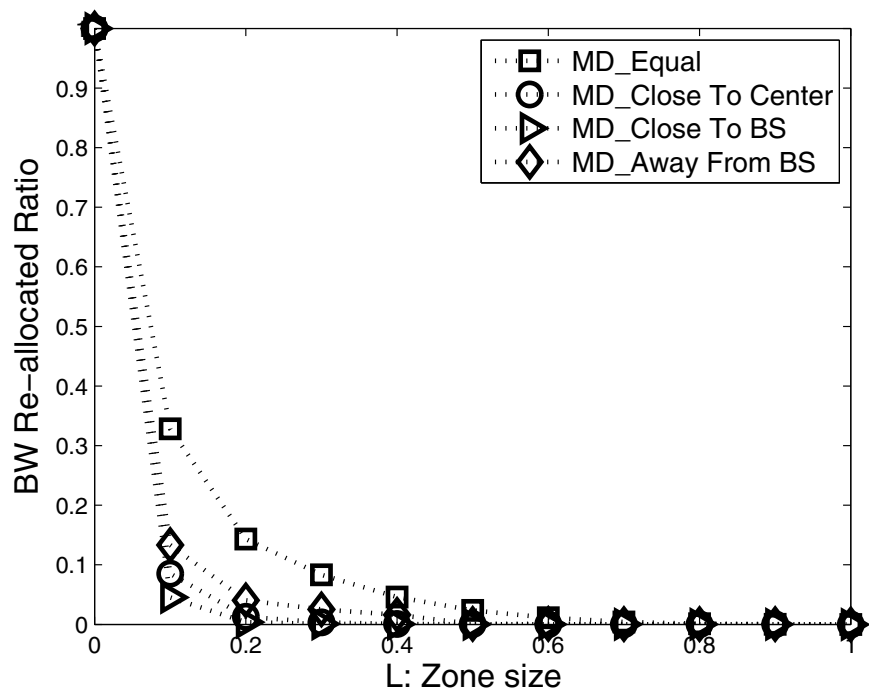 MD_Equal
MD_Close To Center
MD_Close To BS
MD_Away From BS
BW Re-allocated Ratio
1
0.9
0.8
0.7
0.6
0.5
0.4
0.3
0.2
0.1
0
0 0.2 0.4 0.6 0.8 1
L: Zone size